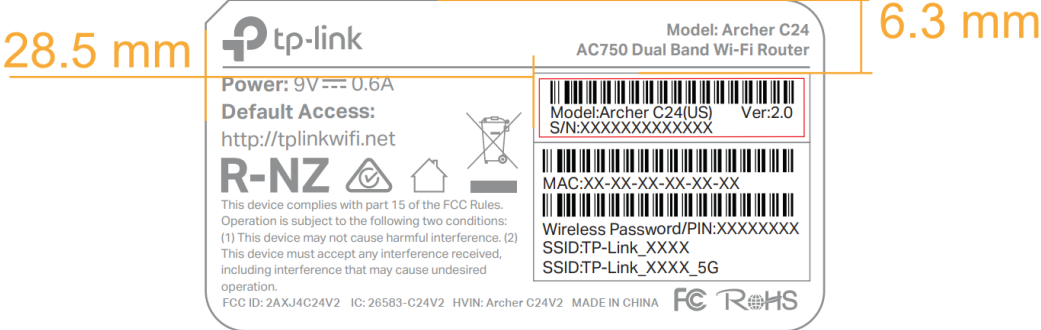 28.5 mm
6.3 mm
tp-link
Model: Archer C24
AC750 Dual Band Wi-Fi Router
Power: 9V⎓0.6A
Default Access:
http://tplinkwifi.net
R-NZ
This device complies with part 15 of the FCC Rules.
Operation is subject to the following two conditions:
(1) This device may not cause harmful interference. (2)
This device must accept any interference received,
including interference that may cause undesired
operation.
Model:Archer C24(US) Ver:2.0
S/N:XXXXXXXXXXXXX
MAC:XX-XX-XX-XX-XX-XX
Wireless Password/PIN:XXXXXXXX
SSID:TP-Link_XXXX
SSID:TP-Link_XXXX_5G
FCC ID: 2AXJ4C24V2 IC: 26583-C24V2 HVIN: Archer C24V2 MADE IN CHINA FC RoHS